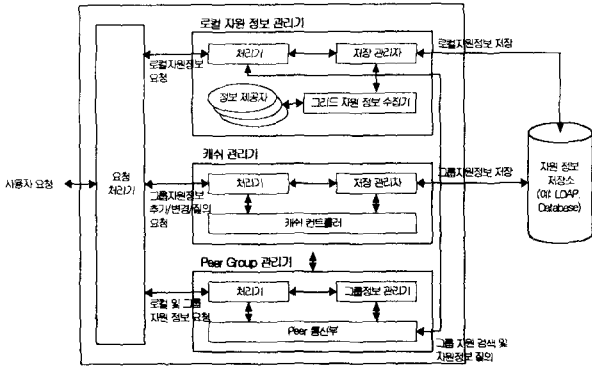 로컬 자원 정보 관리기
처리기
저장 관리자
로컬자원정보 저장
로컬자원정보
요청
정보 제공자
그리드 자원 정보 수집기
캐쉬 관리기
사용자 요청
요청
처리기
처리기
저장 관리자
그룹자원정보 저장
그룹자원정보
추가/변경/질의
요청
캐쉬 컨트롤러
자원 정보
저장소
(예: LDAP,
Database)
Peer Group 관리기
처리기
그룹정보 관리기
로컬 및 그룹
자원 정보 요청
Peer 통신부
그룹 자원 검색 및
자원정보 질의